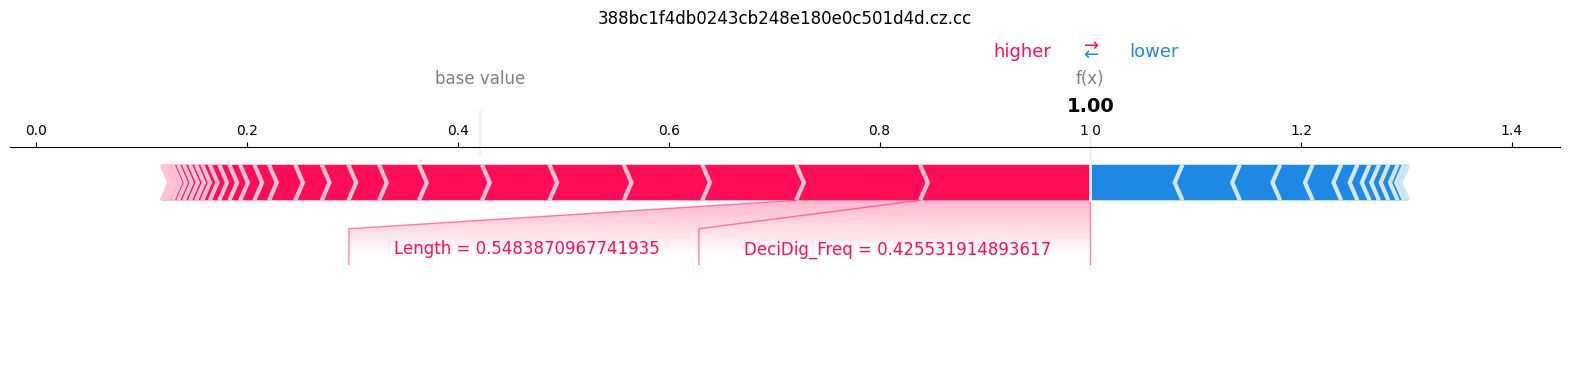 388bc1f4db0243cb248e180e0c501d4d.cz.cc
higher → ← lower
base value f(x)
1.00
0.0 0.2 0.4 0.6 0.8 1.0 1.2 1.4
Length = 0.5483870967741935 DeciDig_Freq = 0.425531914893617